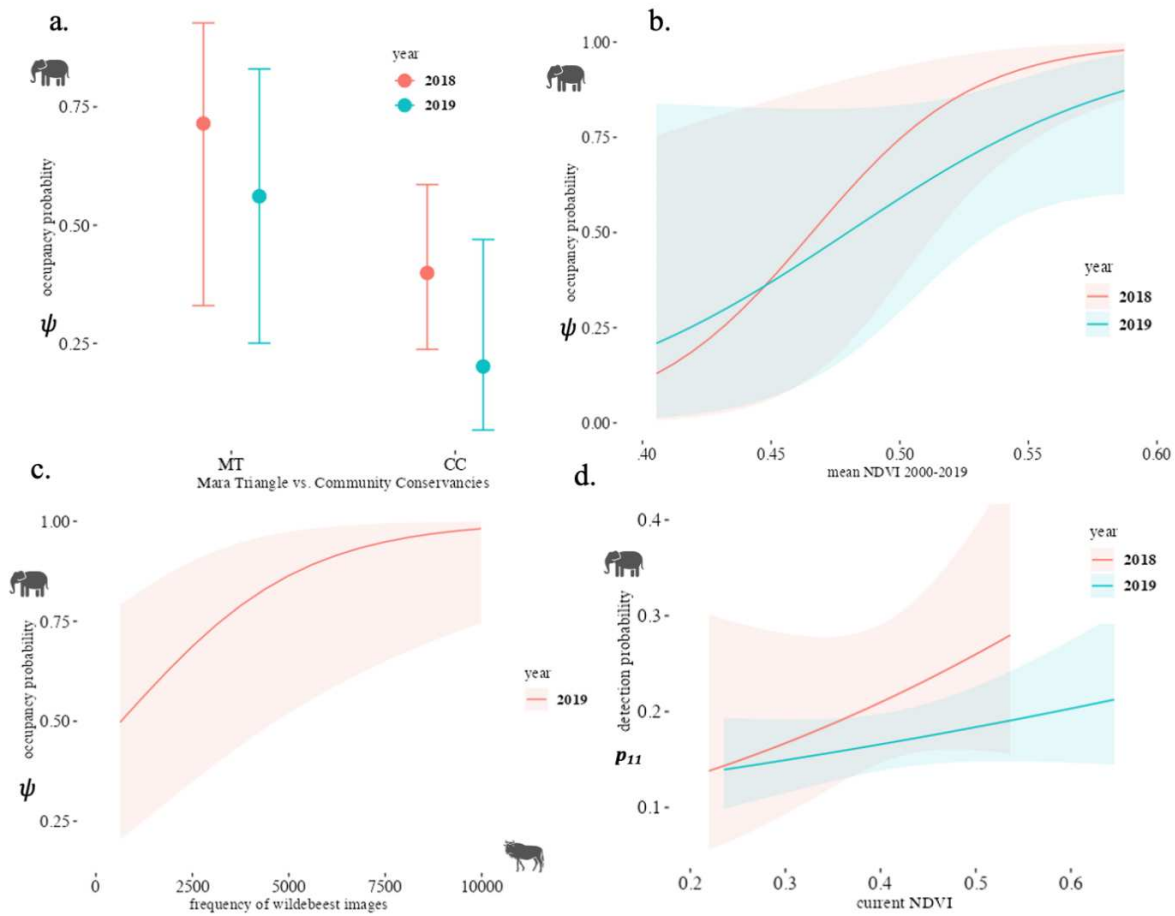 a.
year
2018
2019
0.75
0.50
0.25
occupancy probablity
ψ
MT
CC
Mara Triangle vs. Community Conservancies
b.
1.00
0.75
0.50
0.25
0.00
occupancy probability
ψ
year
2018
2019
.40
0.45
0.50
0.55
0.60
mean NDVI 2000-2019
c.
1.00
0.75
0.50
0.25
occupancy probability
ψ
year
2019
0
2500
5000
7500
10000
frequency of wildebeest images
d.
0.4
0.3
0.2
0.1
detection probability
p₁₁
year
2018
2019
0.2
0.3
0.4
0.5
0.6
current NDVI